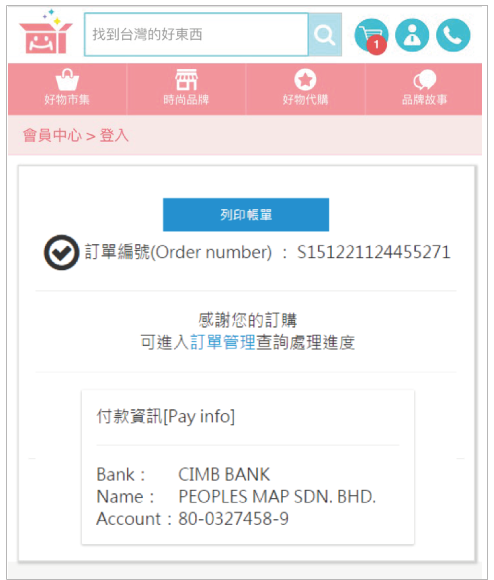 找到台灣的好東西
1
好物市集
時尚品牌
好物代購
品牌故事
會員中心 > 登入
列印帳單
訂單編號(Order number) : S151221124455271
感謝您的訂購
可進入訂單管理查詢處理進度
付款資訊[Pay info]
Bank : CIMB BANK
Name : PEOPLES MAP SDN. BHD.
Account : 80-0327458-9